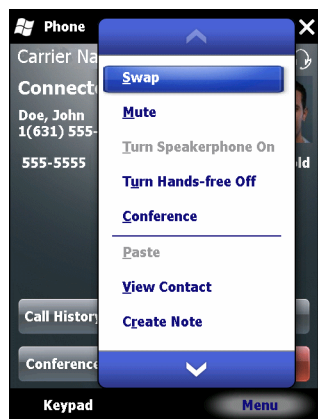 Phone
Carrier Na
Connect
Doe, John
1(631) 555-
555-5555
ld
Swap
Mute
Turn Speakerphone On
Turn Hands-free Off
Conference
Paste
View Contact
Create Note
Call History
Conference
Keypad
Menu